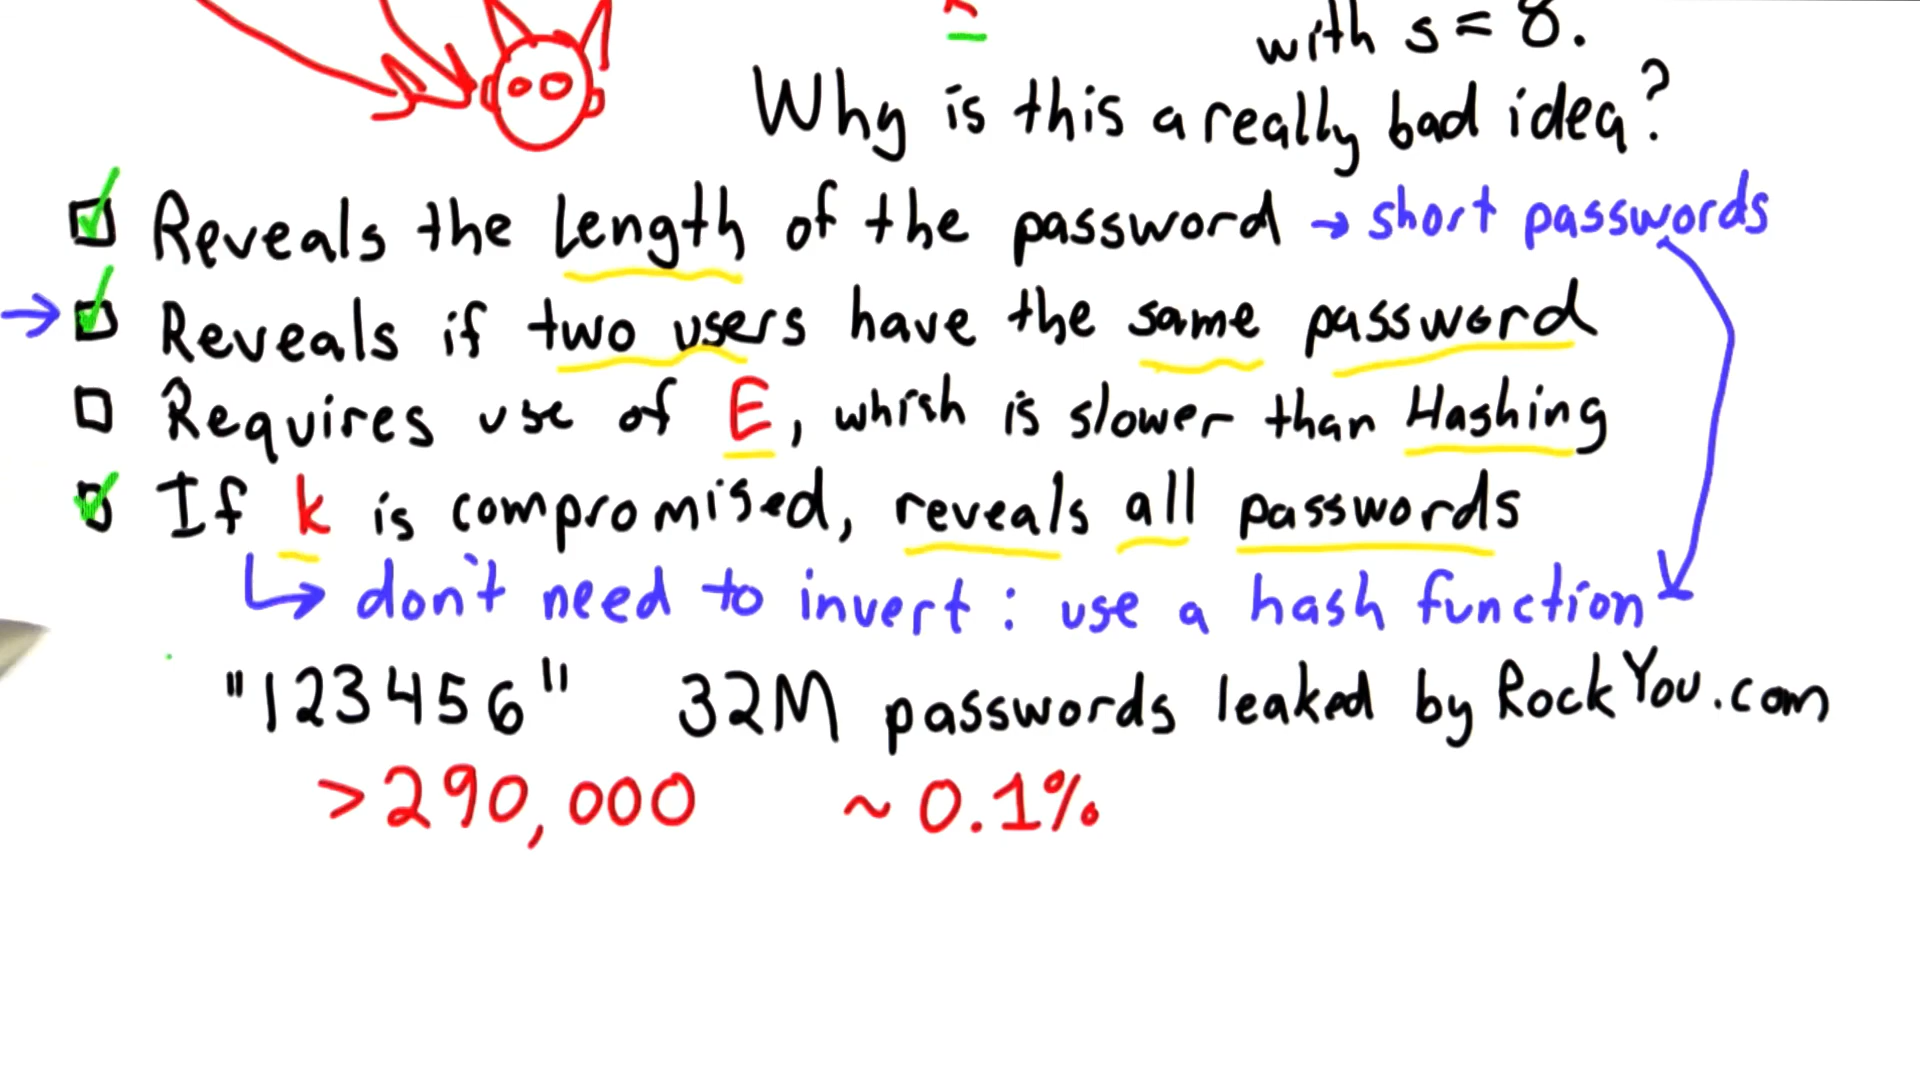 with s = 8.
Why is this a really bad idea?
Reveals the length of the password → short passwords
→ Reveals if two users have the same password
Requires use of E, which is slower than Hashing
If k is compromised, reveals all passwords
↳ don't need to invert: use a hash function
"123456" 32M passwords leaked by RockYou.com
>290,000 ~0.1%